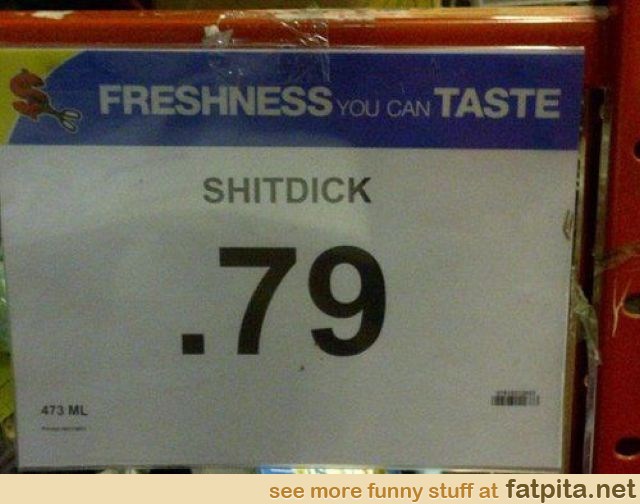 FRESHNESS YOU CAN TASTE
SHITDICK
.79
473 ML
see more funny stuff at fatpita.net